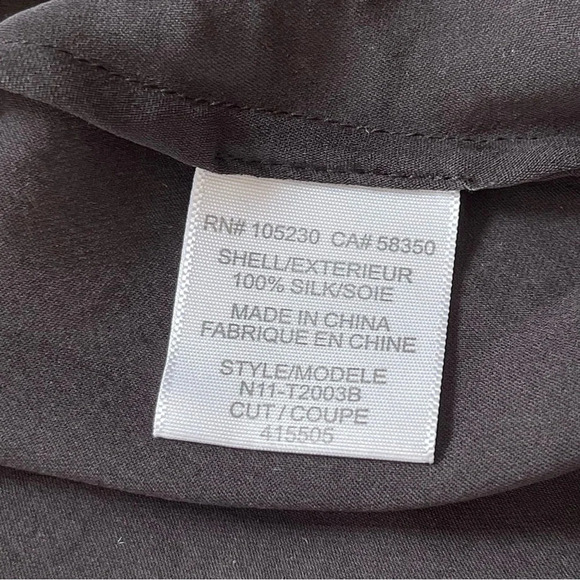 RN# 105230 CA# 58350
SHELL/EXTERIEUR
100% SILK/SOIE
MADE IN CHINA
FABRIQUE EN CHINE
STYLE/MODELE
N11-T2003B
CUT / COUPE
415505